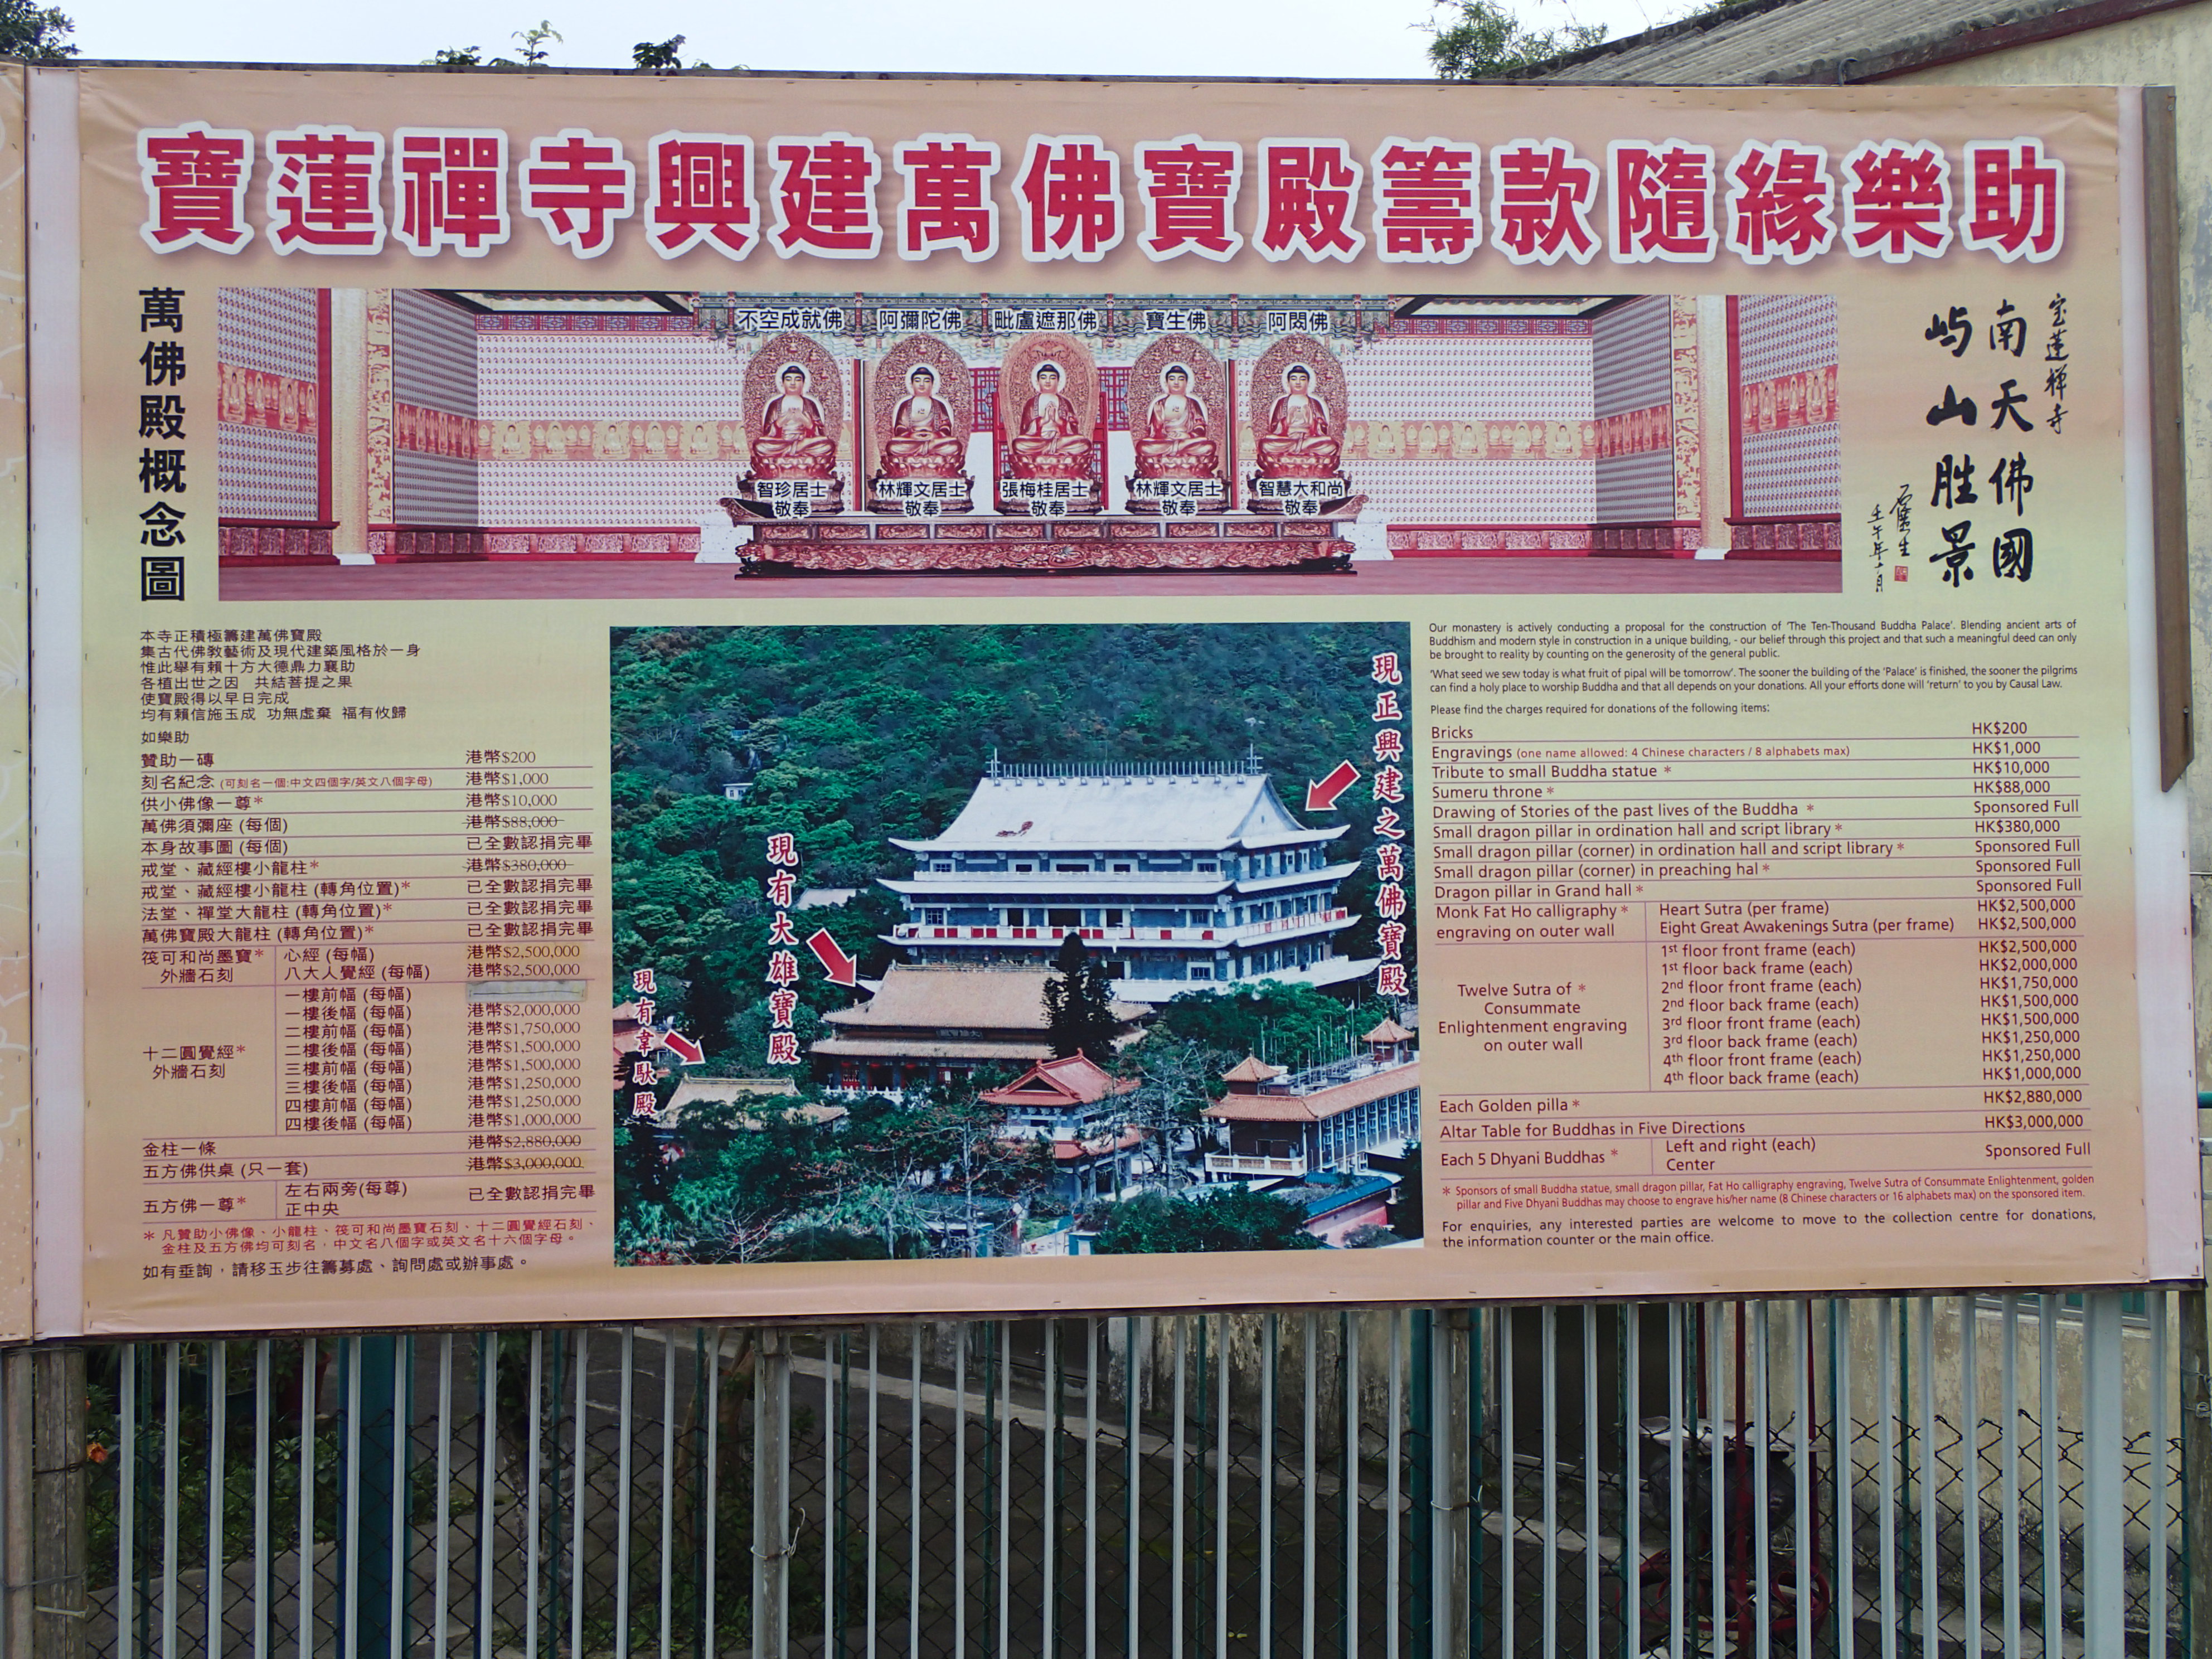 寶蓮禪寺興建萬佛寶殿籌款隨緣樂助
萬佛殿概念圖
不空成就佛 阿彌陀佛 毗盧遮那佛 寶生佛 阿閦佛
智珍居士 林輝文居士 張梅桂居士 林輝文居士 智慧大和尚
敬奉 敬奉 敬奉 敬奉 敬奉
宝蓮禅寺
南天佛國
屿山胜景
壬午年十月
本寺正積極籌建萬佛寶殿
集古代佛教藝術及現代建築風格於一身
惟此舉有賴十方大德鼎力襄助
各植出世之因 共結菩提之果
使寶殿得以早日完成
均有賴信施玉成 功無虛棄 福有攸歸
如樂助
贊助一磚 港幣$200
刻名紀念 (可刻名一個:中文四個字/英文八個字母) 港幣$1,000
供小佛像一尊* 港幣$10,000
萬佛須彌座 (每個) 港幣$88,000
本身故事圖 (每個) 已全數認捐完畢
戒堂、藏經樓小龍柱* 港幣$380,000
戒堂、藏經樓小龍柱 (轉角位置)* 已全數認捐完畢
法堂、禪堂大龍柱 (轉角位置)* 已全數認捐完畢
萬佛寶殿大龍柱 (轉角位置)* 已全數認捐完畢
筏可和尚墨寶* 心經 (每幅) 港幣$2,500,000
外牆石刻 八大人覺經 (每幅) 港幣$2,500,000
一樓前幅 (每幅)
一樓後幅 (每幅) 港幣$2,000,000
二樓前幅 (每幅) 港幣$1,750,000
十二圓覺經* 二樓後幅 (每幅) 港幣$1,500,000
外牆石刻 三樓前幅 (每幅) 港幣$1,500,000
三樓後幅 (每幅) 港幣$1,250,000
四樓前幅 (每幅) 港幣$1,250,000
四樓後幅 (每幅) 港幣$1,000,000
金柱一條 港幣$2,880,000
五方佛供桌 (只一套) 港幣$3,000,000
五方佛一尊* 左右兩旁(每尊) 已全數認捐完畢
正中央
* 凡贊助小佛像、小龍柱、筏可和尚墨寶石刻、十二圓覺經石刻、
金柱及五方佛均可刻名，中文名八個字或英文名十六個字母。
如有垂詢，請移玉步往籌募處、詢問處或辦事處。
現有韋馱殿
現有大雄寶殿
現正興建之萬佛寶殿
Our monastery is actively conducting a proposal for the construction of 'The Ten-Thousand Buddha Palace'. Blending ancient arts of
Buddhism and modern style in construction in a unique building, - our belief through this project and that such a meaningful deed can only
be brought to reality by counting on the generosity of the general public.
'What seed we sew today is what fruit of pipal will be tomorrow'. The sooner the building of the 'Palace' is finished, the sooner the pilgrims
can find a holy place to worship Buddha and that all depends on your donations. All your efforts done will 'return' to you by Causal Law.
Please find the charges required for donations of the following items:
Bricks HK$200
Engravings (one name allowed: 4 Chinese characters / 8 alphabets max) HK$1,000
Tribute to small Buddha statue * HK$10,000
Sumeru throne * HK$88,000
Drawing of Stories of the past lives of the Buddha * Sponsored Full
Small dragon pillar in ordination hall and script library * HK$380,000
Small dragon pillar (corner) in ordination hall and script library * Sponsored Full
Small dragon pillar (corner) in preaching hal * Sponsored Full
Dragon pillar in Grand hall * Sponsored Full
Monk Fat Ho calligraphy * Heart Sutra (per frame) HK$2,500,000
engraving on outer wall Eight Great Awakenings Sutra (per frame) HK$2,500,000
1st floor front frame (each) HK$2,500,000
1st floor back frame (each) HK$2,000,000
Twelve Sutra of * 2nd floor front frame (each) HK$1,750,000
Consummate 2nd floor back frame (each) HK$1,500,000
Enlightenment engraving 3rd floor front frame (each) HK$1,500,000
on outer wall 3rd floor back frame (each) HK$1,250,000
4th floor front frame (each) HK$1,250,000
4th floor back frame (each) HK$1,000,000
Each Golden pilla * HK$2,880,000
Altar Table for Buddhas in Five Directions HK$3,000,000
Each 5 Dhyani Buddhas * Left and right (each) Sponsored Full
Center
* Sponsors of small Buddha statue, small dragon pillar, Fat Ho calligraphy engraving, Twelve Sutra of Consummate Enlightenment, golden
pillar and Five Dhyani Buddhas may choose to engrave his/her name (8 Chinese characters or 16 alphabets max) on the sponsored item.
For enquiries, any interested parties are welcome to move to the collection centre for donations,
the information counter or the main office.